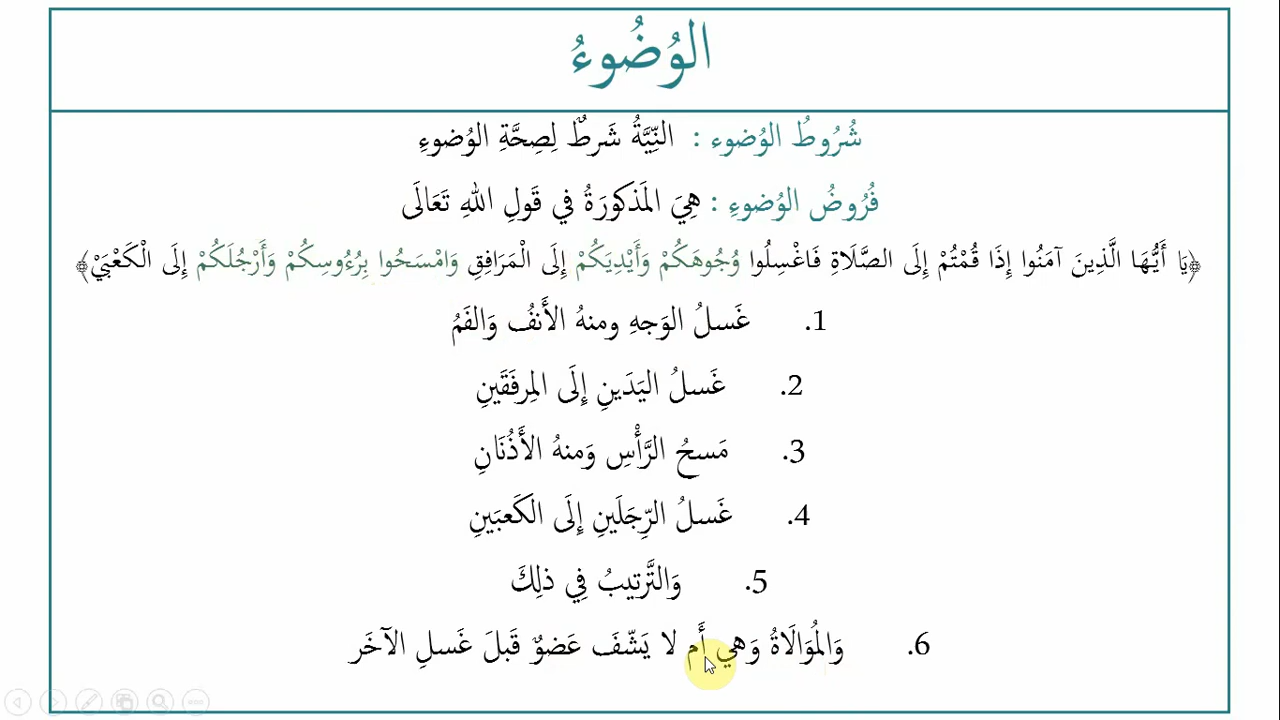 الوُضُوءُ
شُرُوطُ الوُضوء : النِّيَّةُ شَرطٌ لِصِحَّةِ الوُضوءِ
فُرُوضُ الوُضوءِ : هِيَ المَذكورَةُ في قَولِ اللهِ تَعَالَى
﴿يَا أَيُّهَا الَّذِينَ آمَنُوا إِذَا قُمْتُمْ إِلَى الصَّلَاةِ فَاغْسِلُوا وُجُوهَكُمْ وَأَيْدِيَكُمْ إِلَى الْمَرَافِقِ وَامْسَحُوا بِرُءُوسِكُمْ وَأَرْجُلَكُمْ إِلَى الْكَعْبَيْ﴾
1. غَسلُ الوَجهِ ومنهُ الأَنفُ وَالفَمُ
2. غَسلُ اليَدَينِ إِلَى المِرفَقَينِ
3. مَسحُ الرَّأْسِ وَمنهُ الأَذُنَانِ
4. غَسلُ الرِّجَلَينِ إِلَى الكَعبَينِ
5. وَالتَّرتِيبُ فِي ذلِكَ
6. وَالمُوَالَاةُ وَهي أَم لا يَشّفَ عَضوٌ قَبلَ غَسلِ الآخَر